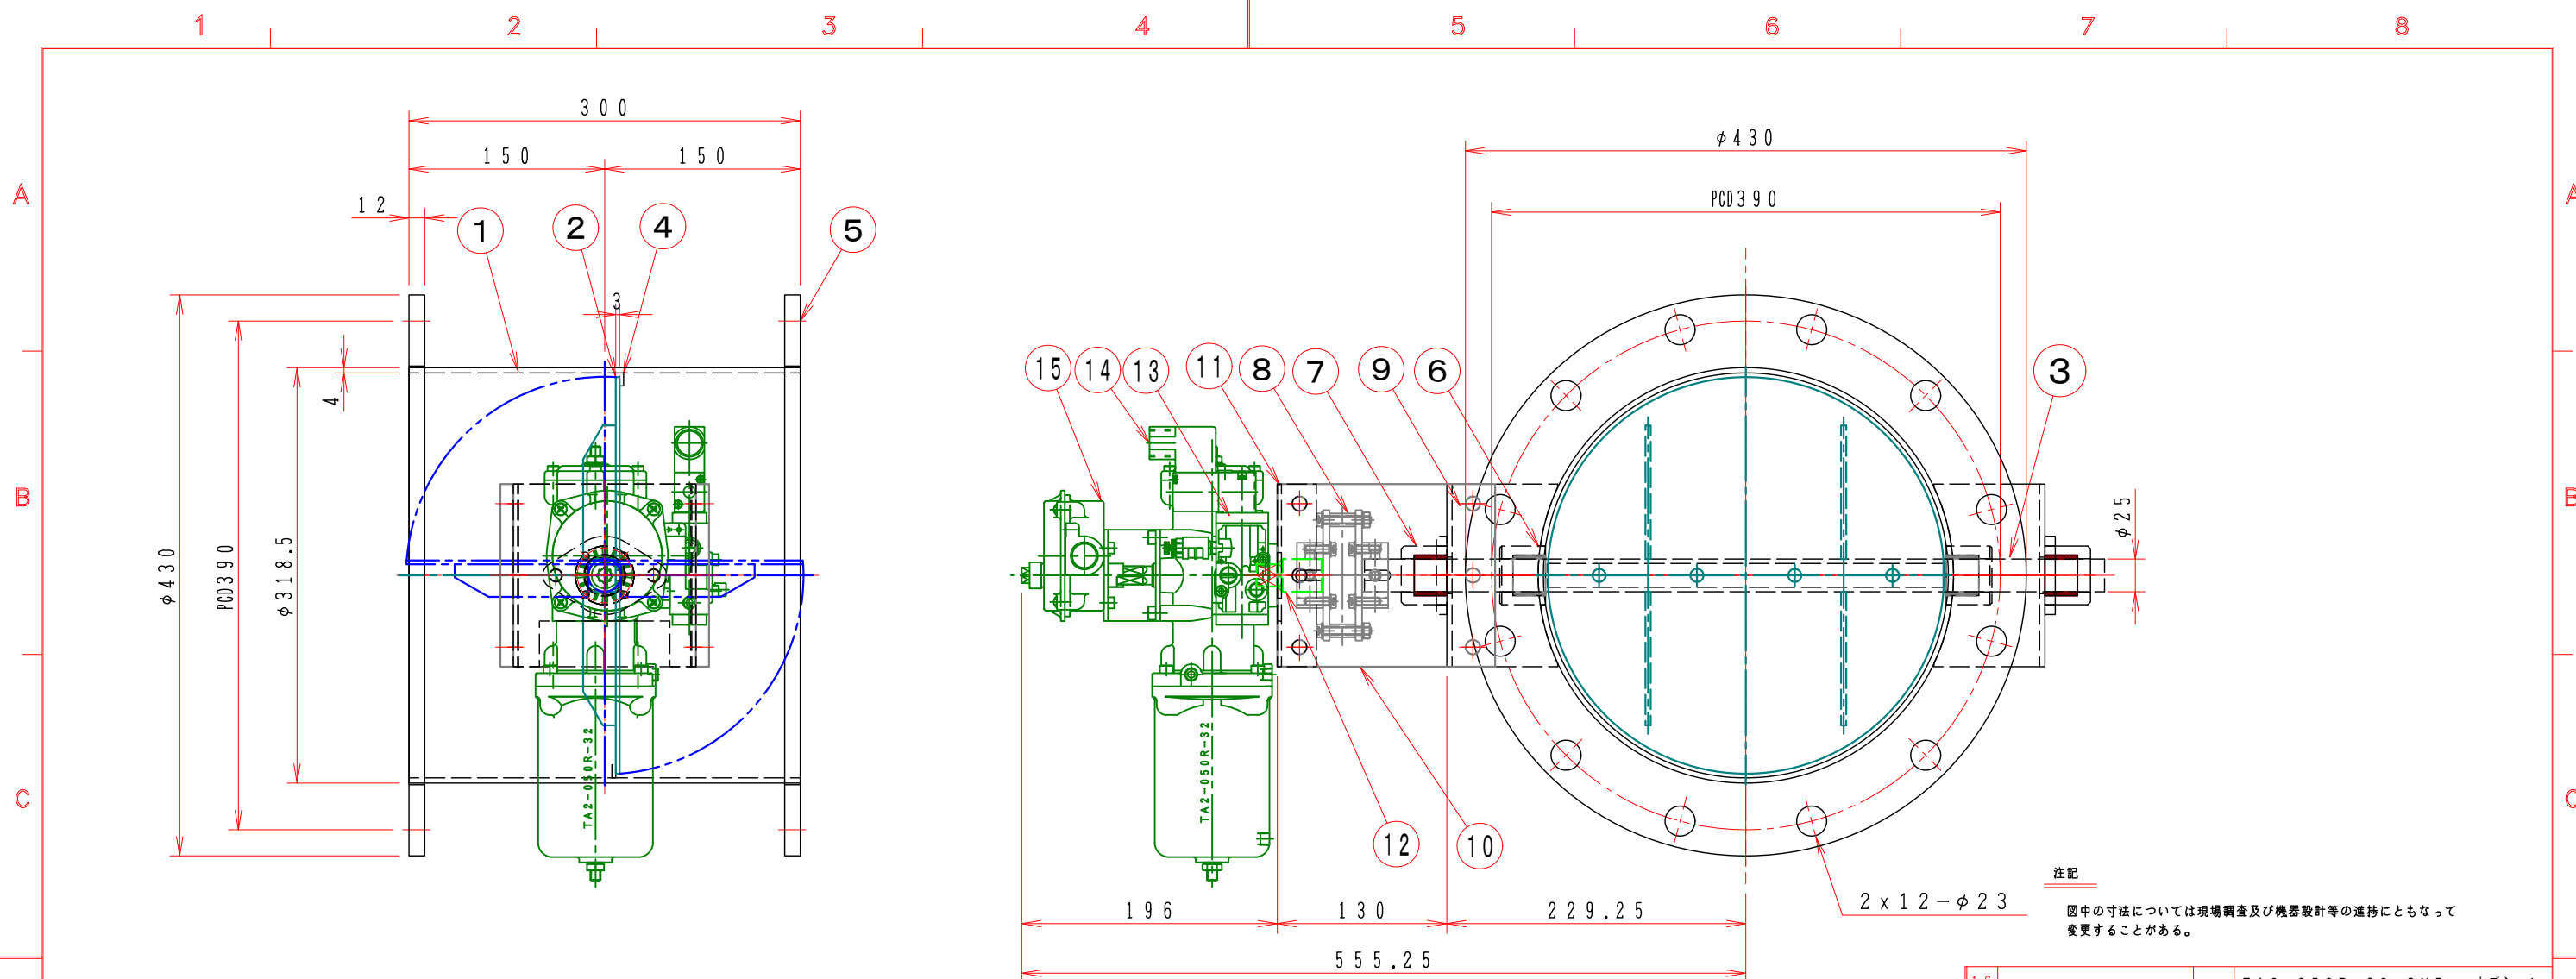 1 2 3 4 5 6 7 8
A A
B B
C C
300
150 150
12
1 2 4 5
3
4
φ430
PCD390
φ318.5
TA2-050R-32
φ430
PCD390
15 14 13 11 8 7 9 6 3
φ25
TA2-050R-32
12 10
2x12-φ23
196 130 229.25
555.25
注記
図中の寸法については現場調査及び機器設計等の進捗にともなって
変更することがある。